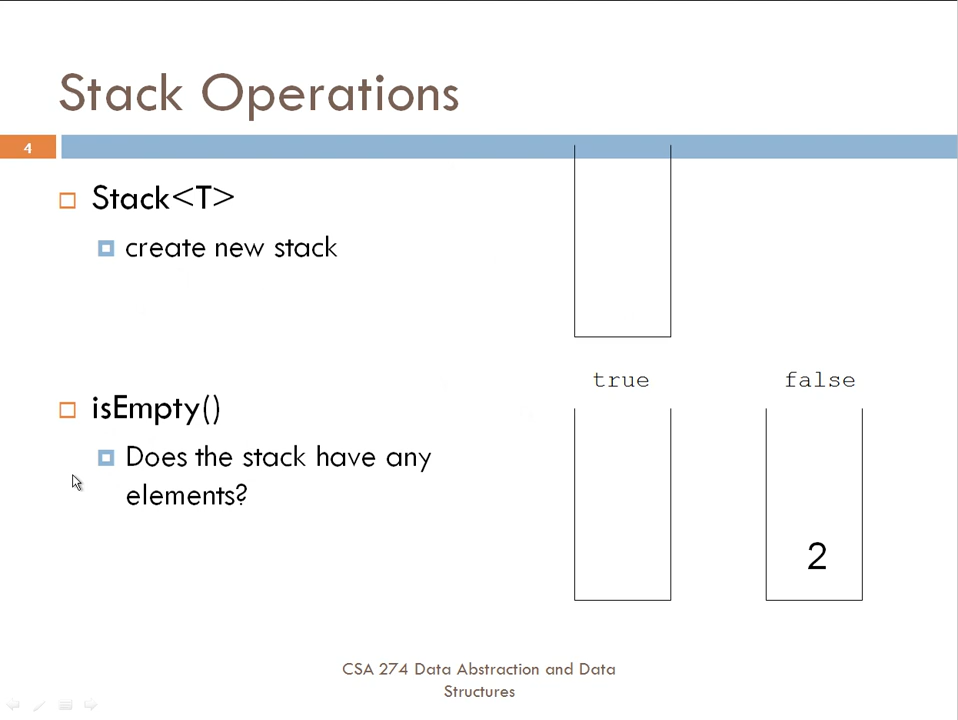 Stack Operations
4
Stack<T>
create new stack
true
false
isEmpty()
Does the stack have any
elements?
2
CSA 274 Data Abstraction and Data
Structures